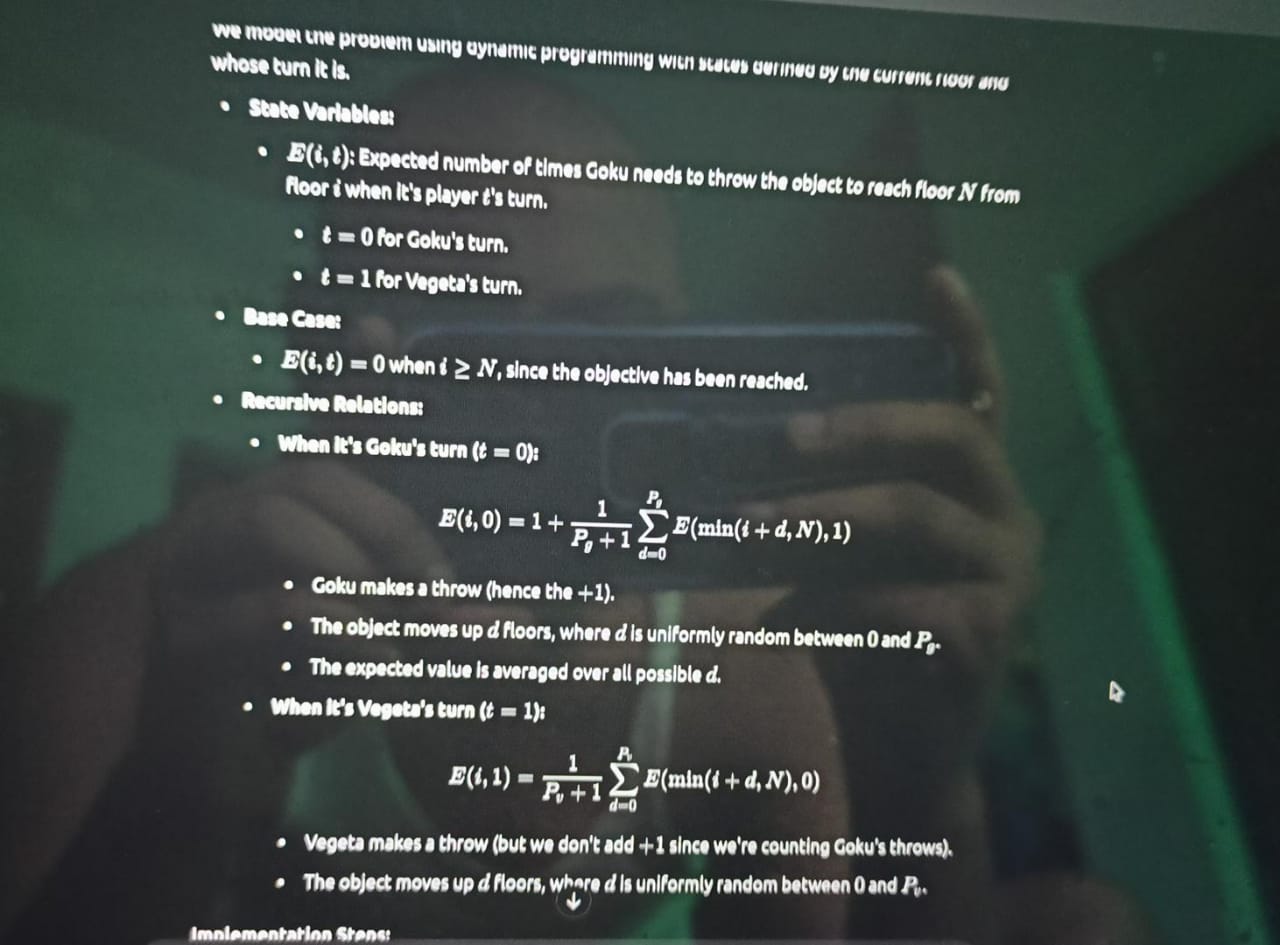 We model the problem using dynamic programming with states defined by the current floor and
whose turn it is.
• State Variables:
• E(i, t): Expected number of times Goku needs to throw the object to reach floor N from
floor i when it's player t's turn.
• t = 0 for Goku's turn.
• t = 1 for Vegeta's turn.
• Base Case:
• E(i, t) = 0 when i ≥ N, since the objective has been reached.
• Recursive Relations:
• When it's Goku's turn (t = 0):
E(i, 0) = 1 + \frac{1}{P_g + 1} \sum_{d=0}^{P_g} E(min(i + d, N), 1)
• Goku makes a throw (hence the +1).
• The object moves up d floors, where d is uniformly random between 0 and P_g.
• The expected value is averaged over all possible d.
• When it's Vegeta's turn (t = 1):
E(i, 1) = \frac{1}{P_v + 1} \sum_{d=0}^{P_v} E(min(i + d, N), 0)
• Vegeta makes a throw (but we don't add +1 since we're counting Goku's throws).
• The object moves up d floors, where d is uniformly random between 0 and P_v.
Implementation Steps: